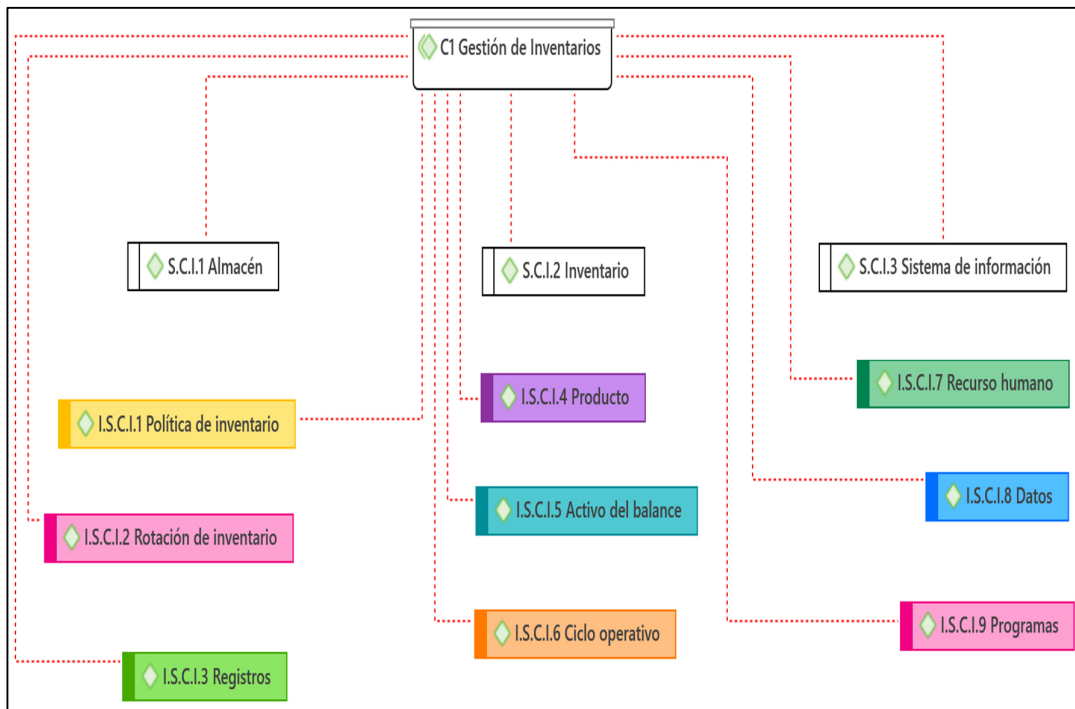 C1 Gestión de Inventarios
S.C.I.1 Almacén
S.C.I.2 Inventario
S.C.I.3 Sistema de información
I.S.C.I.1 Política de inventario
I.S.C.I.2 Rotación de inventario
I.S.C.I.3 Registros
I.S.C.I.4 Producto
I.S.C.I.5 Activo del balance
I.S.C.I.6 Ciclo operativo
I.S.C.I.7 Recurso humano
I.S.C.I.8 Datos
I.S.C.I.9 Programas